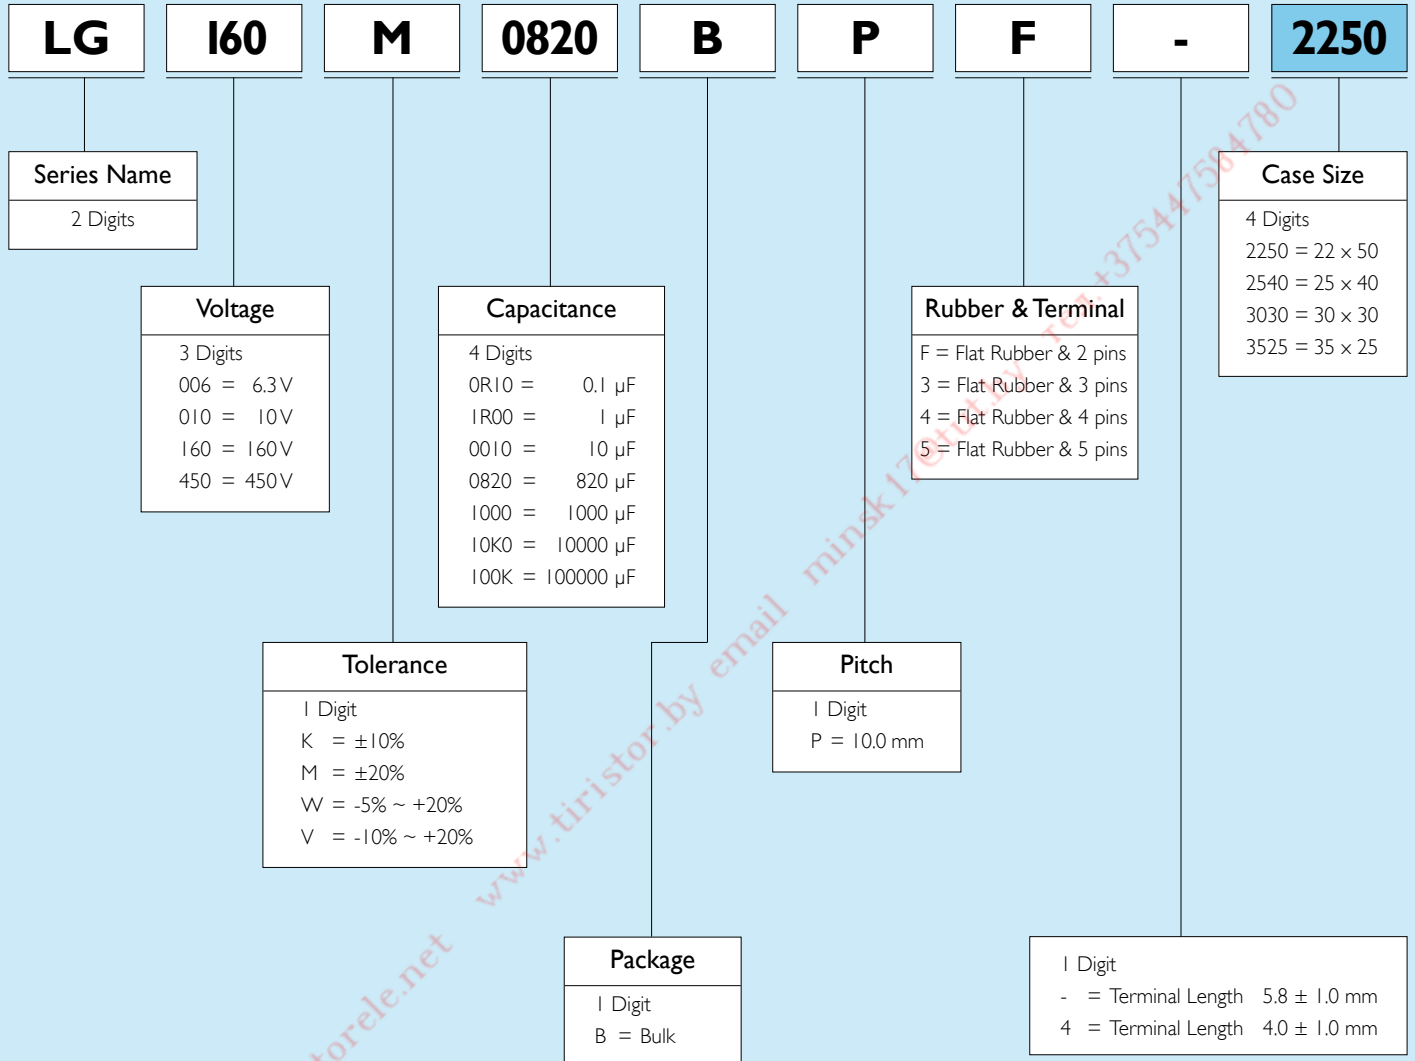 LG 160 M 0820 B P F - 2250
Series Name
2 Digits
Case Size
4 Digits
2250 = 22 x 50
2540 = 25 x 40
3030 = 30 x 30
3525 = 35 x 25
Voltage
3 Digits
006 = 6.3 V
010 = 10 V
160 = 160 V
450 = 450 V
Capacitance
4 Digits
0R10 = 0.1 µF
1R00 = 1 µF
0010 = 10 µF
0820 = 820 µF
1000 = 1000 µF
10K0 = 10000 µF
100K = 100000 µF
Rubber & Terminal
F = Flat Rubber & 2 pins
3 = Flat Rubber & 3 pins
4 = Flat Rubber & 4 pins
5 = Flat Rubber & 5 pins
Tolerance
1 Digit
K = ±10%
M = ±20%
W = -5% ~ +20%
V = -10% ~ +20%
Pitch
1 Digit
P = 10.0 mm
Package
1 Digit
B = Bulk
1 Digit
- = Terminal Length 5.8 ± 1.0 mm
4 = Terminal Length 4.0 ± 1.0 mm
www.tiristor.by email minsk17@tut.by tel.+375447584780